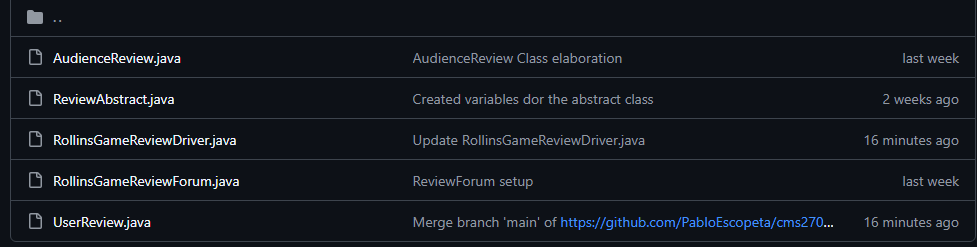 ..
AudienceReview.java AudienceReview Class elaboration last week
ReviewAbstract.java Created variables dor the abstract class 2 weeks ago
RollinsGameReviewDriver.java Update RollinsGameReviewDriver.java 16 minutes ago
RollinsGameReviewForum.java ReviewForum setup last week
UserReview.java Merge branch 'main' of https://github.com/PabloEscopeta/cms270... 16 minutes ago